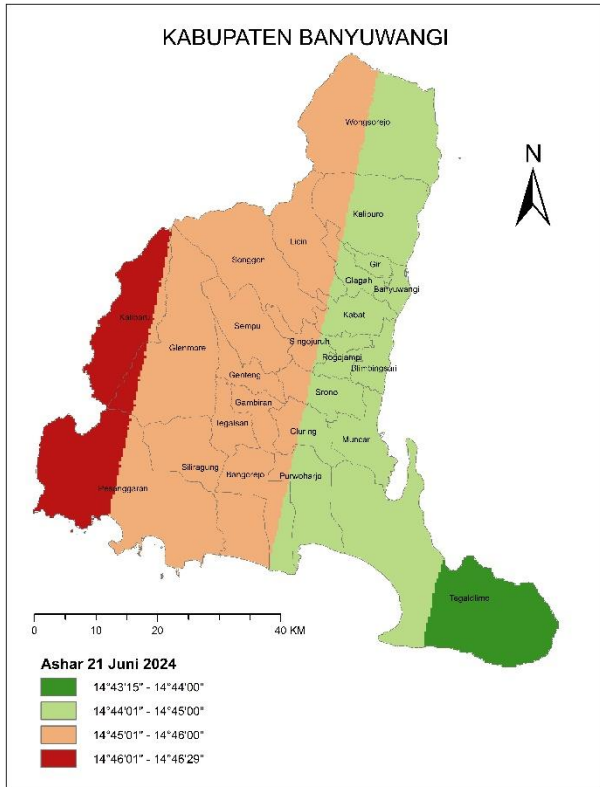 KABUPATEN BANYUWANGI
Wongsorejo
N
Kalipuro
Licin
Songgon
Giri
Glagah
Banyuwangi
Kalibaru
Kabat
Sempu
Singojuruh
Glenmore
Rogojampi
Blimbingsari
Genteng
Srono
Gambiran
Tegalsari
Cluring
Muncar
Siliragung
Bangorejo
Purwoharjo
Pesanggaran
Tegaldlimo
0 10 20 40 KM
Ashar 21 Juni 2024
14°43'15" - 14°44'00"
14°44'01" - 14°45'00"
14°45'01" - 14°46'00"
14°46'01" - 14°46'29"